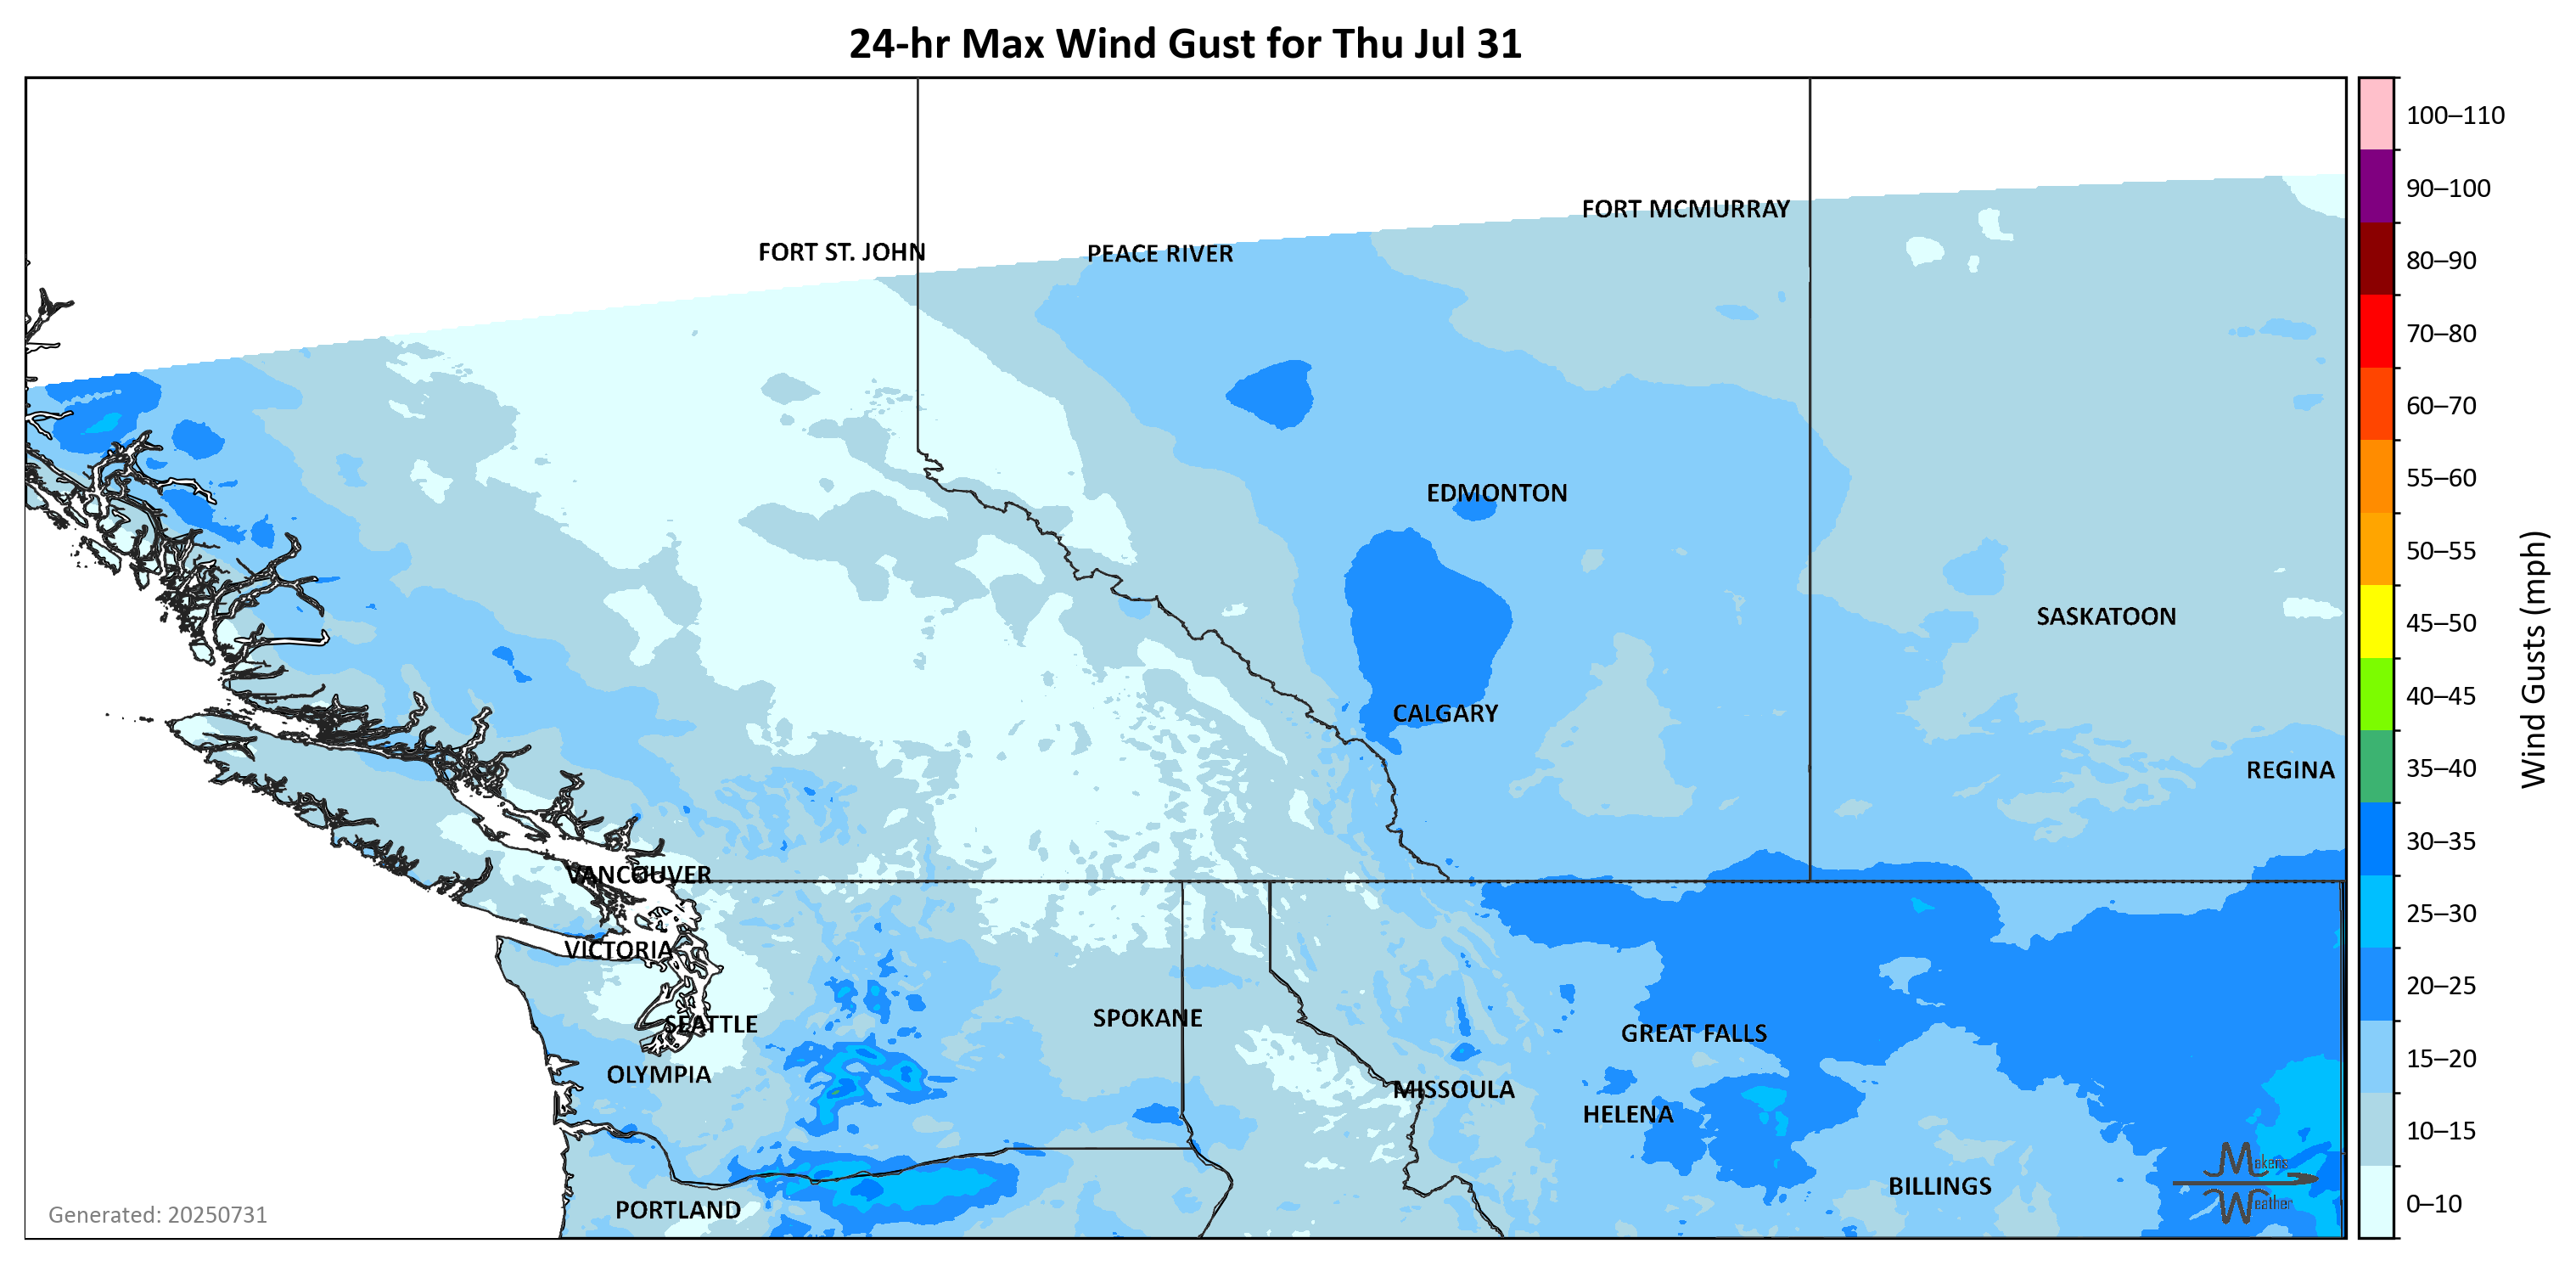 24-hr Max Wind Gust for Thu Jul 31
100–110
90–100
80–90
70–80
60–70
55–60
50–55
45–50
40–45
35–40
30–35
25–30
20–25
15–20
10–15
0–10
Wind Gusts (mph)
FORT MCMURRAY
FORT ST. JOHN
PEACE RIVER
EDMONTON
SASKATOON
CALGARY
REGINA
VANCOUVER
VICTORIA
SEATTLE
SPOKANE
GREAT FALLS
OLYMPIA
MISSOULA
HELENA
BILLINGS
PORTLAND
Makens
Weather
Generated: 20250731